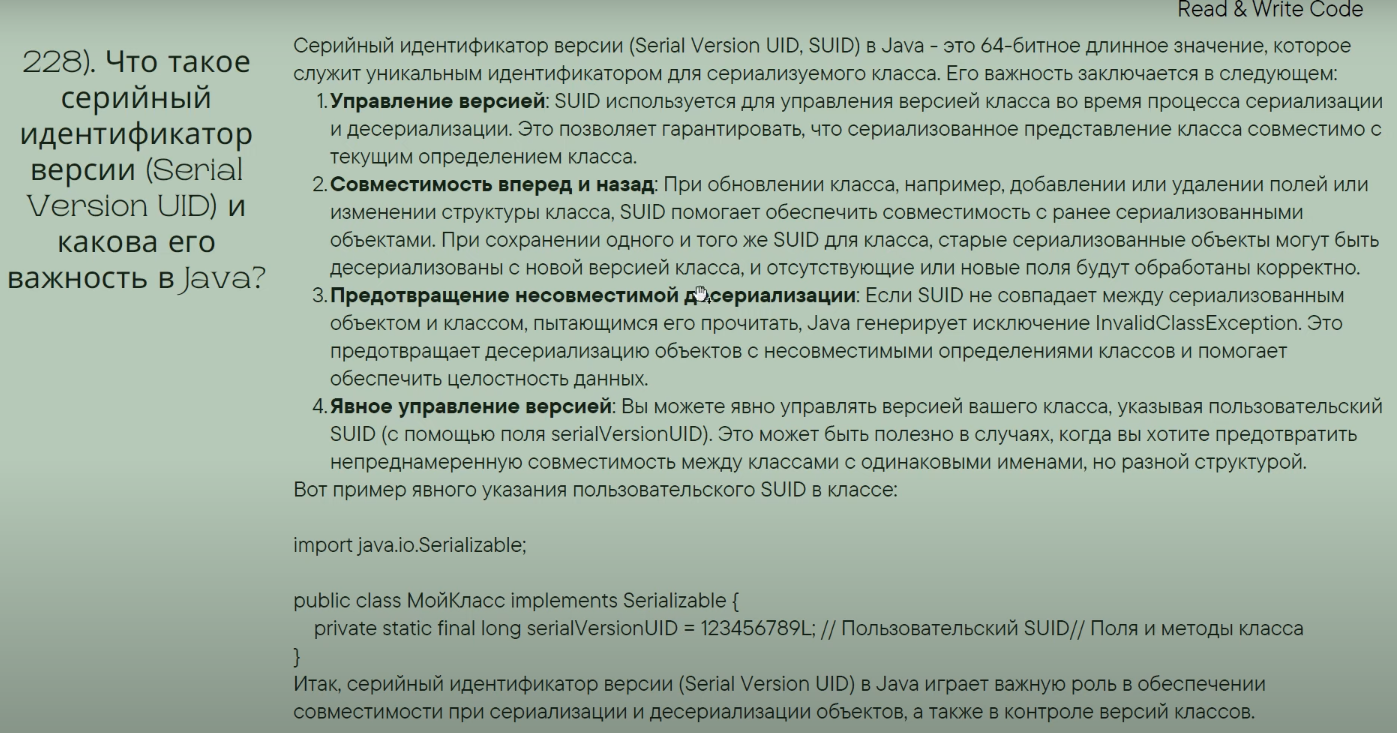 Read & Write Code
228). Что такое
серийный
идентификатор
версии (Serial
Version UID) и
какова его
важность в Java?
Серийный идентификатор версии (Serial Version UID, SUID) в Java - это 64-битное длинное значение, которое
служит уникальным идентификатором для сериализуемого класса. Его важность заключается в следующем:
1. Управление версией: SUID используется для управления версией класса во время процесса сериализации
и десериализации. Это позволяет гарантировать, что сериализованное представление класса совместимо с
текущим определением класса.
2. Совместимость вперед и назад: При обновлении класса, например, добавлении или удалении полей или
изменении структуры класса, SUID помогает обеспечить совместимость с ранее сериализованными
объектами. При сохранении одного и того же SUID для класса, старые сериализованные объекты могут быть
десериализованы с новой версией класса, и отсутствующие или новые поля будут обработаны корректно.
3. Предотвращение несовместимой десериализации: Если SUID не совпадает между сериализованным
объектом и классом, пытающимся его прочитать, Java генерирует исключение InvalidClassException. Это
предотвращает десериализацию объектов с несовместимыми определениями классов и помогает
обеспечить целостность данных.
4. Явное управление версией: Вы можете явно управлять версией вашего класса, указывая пользовательский
SUID (с помощью поля serialVersionUID). Это может быть полезно в случаях, когда вы хотите предотвратить
непреднамеренную совместимость между классами с одинаковыми именами, но разной структурой.
Вот пример явного указания пользовательского SUID в классе:
import java.io.Serializable;
public class МойКласс implements Serializable {
private static final long serialVersionUID = 123456789L; // Пользовательский SUID// Поля и методы класса
}
Итак, серийный идентификатор версии (Serial Version UID) в Java играет важную роль в обеспечении
совместимости при сериализации и десериализации объектов, а также в контроле версий классов.